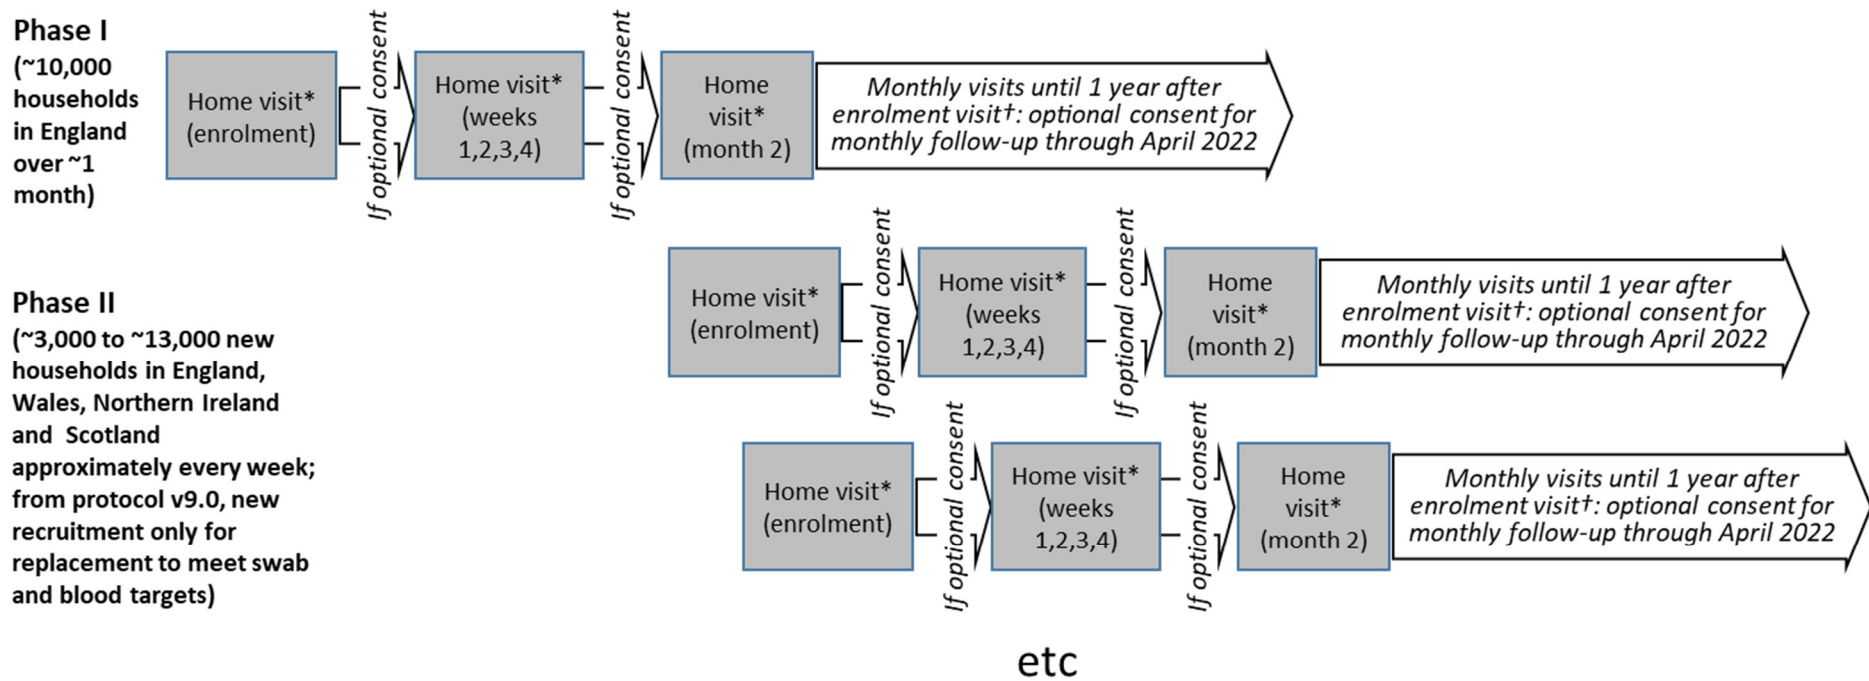 Phase I
(~10,000
households
in England
over ~1
month)
Home visit*
(enrolment)
If optional consent
Home visit*
(weeks
1,2,3,4)
If optional consent
Home
visit*
(month 2)
Monthly visits until 1 year after
enrolment visit†: optional consent for
monthly follow-up through April 2022
Phase II
(~3,000 to ~13,000 new
households in England,
Wales, Northern Ireland
and Scotland
approximately every week;
from protocol v9.0, new
recruitment only for
replacement to meet swab
and blood targets)
Home visit*
(enrolment)
If optional consent
Home visit*
(weeks
1,2,3,4)
If optional consent
Home
visit*
(month 2)
Monthly visits until 1 year after
enrolment visit†: optional consent for
monthly follow-up through April 2022
Home visit*
(enrolment)
If optional consent
Home visit*
(weeks
1,2,3,4)
If optional consent
Home
visit*
(month 2)
Monthly visits until 1 year after
enrolment visit†: optional consent for
monthly follow-up through April 2022
etc